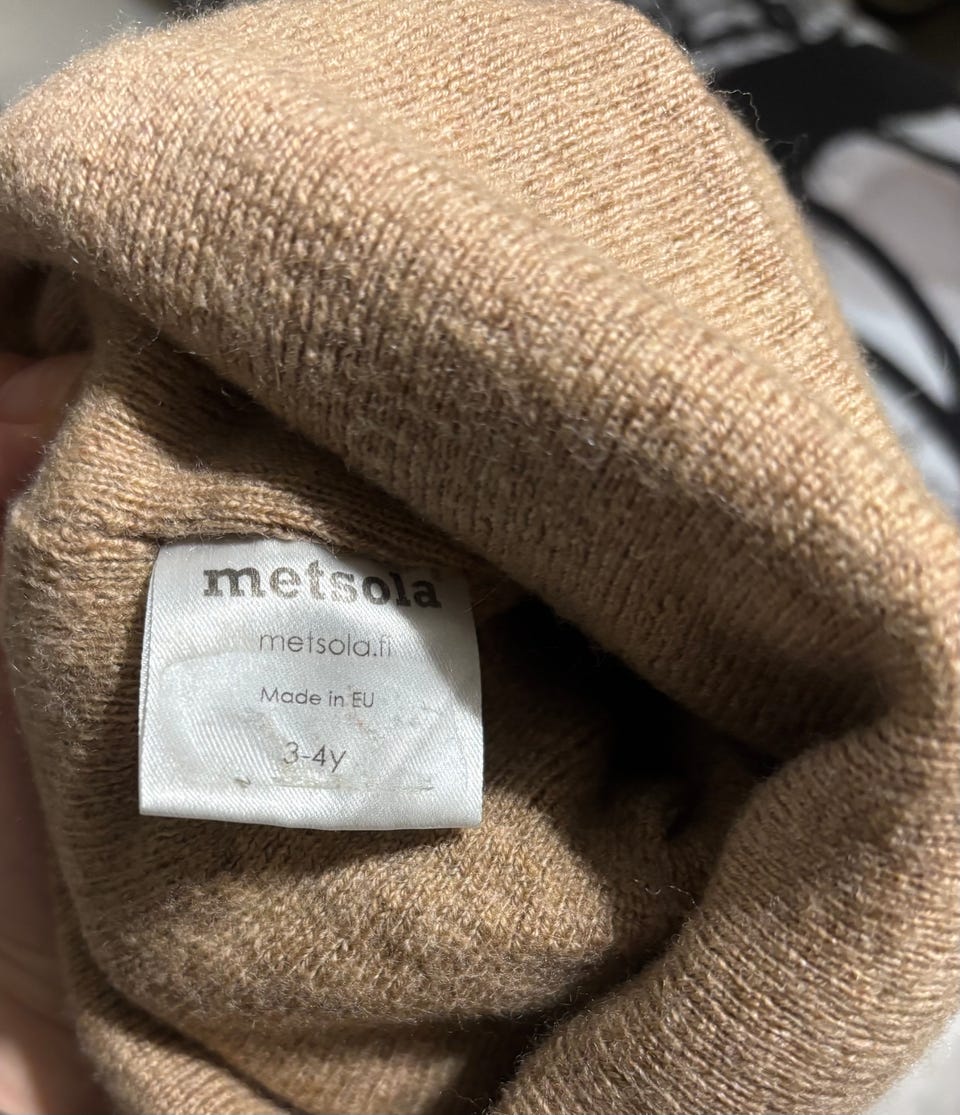 metsola
metsola.fi
Made in EU
3-4y